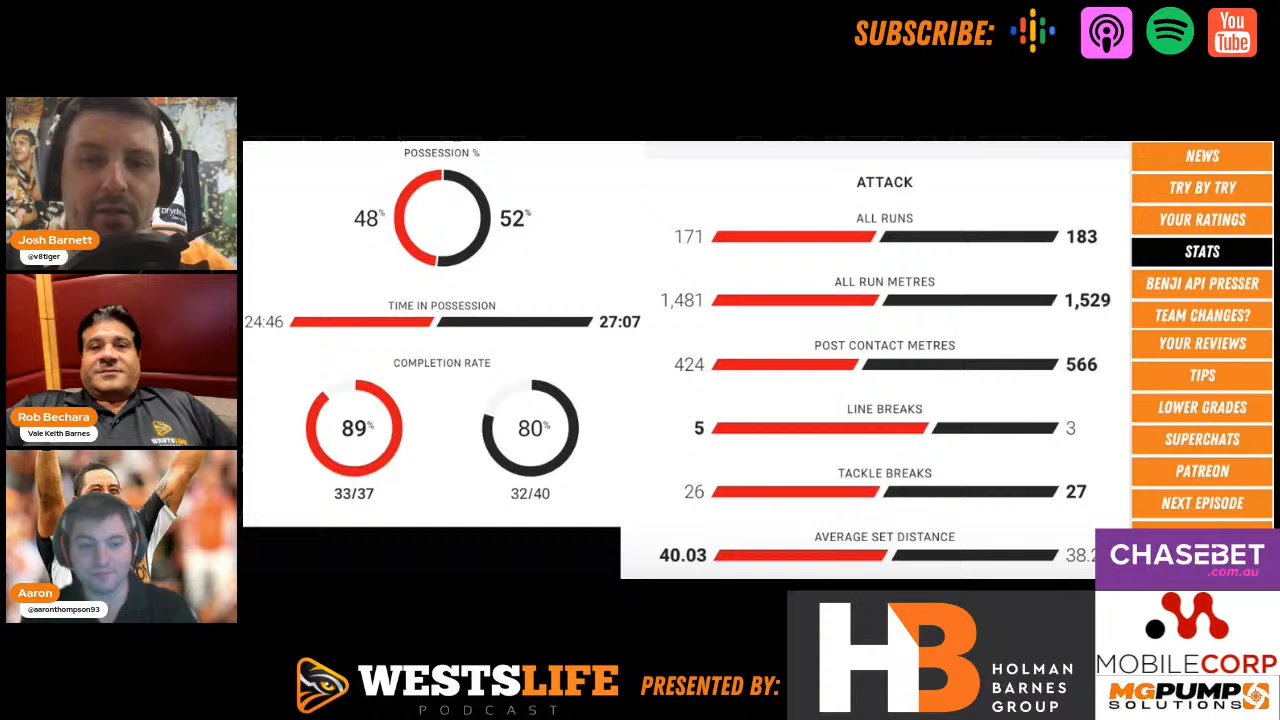 SUBSCRIBE:
You
Tube
Josh Barnett
@v8tiger
Rob Bechara
Vale Keith Barnes
Aaron
@aaronthompson93
POSSESSION %
48%
52%
TIME IN POSSESSION
24:46
27:07
COMPLETION RATE
89%
80%
33/37
32/40
ATTACK
ALL RUNS
171
183
ALL RUN METRES
1,481
1,529
POST CONTACT METRES
424
566
LINE BREAKS
5
3
TACKLE BREAKS
26
27
AVERAGE SET DISTANCE
40.03
38.2
NEWS
TRY BY TRY
YOUR RATINGS
STATS
BENJI API PRESSER
TEAM CHANGES?
YOUR REVIEWS
TIPS
LOWER GRADES
SUPERCHATS
PATREON
NEXT EPISODE
CHASEBET
.com.au
WESTSLIFE
PODCAST
PRESENTED BY:
HB
HOLMAN
BARNES
GROUP
MOBILECORP
MGPUMP
SOLUTIONS